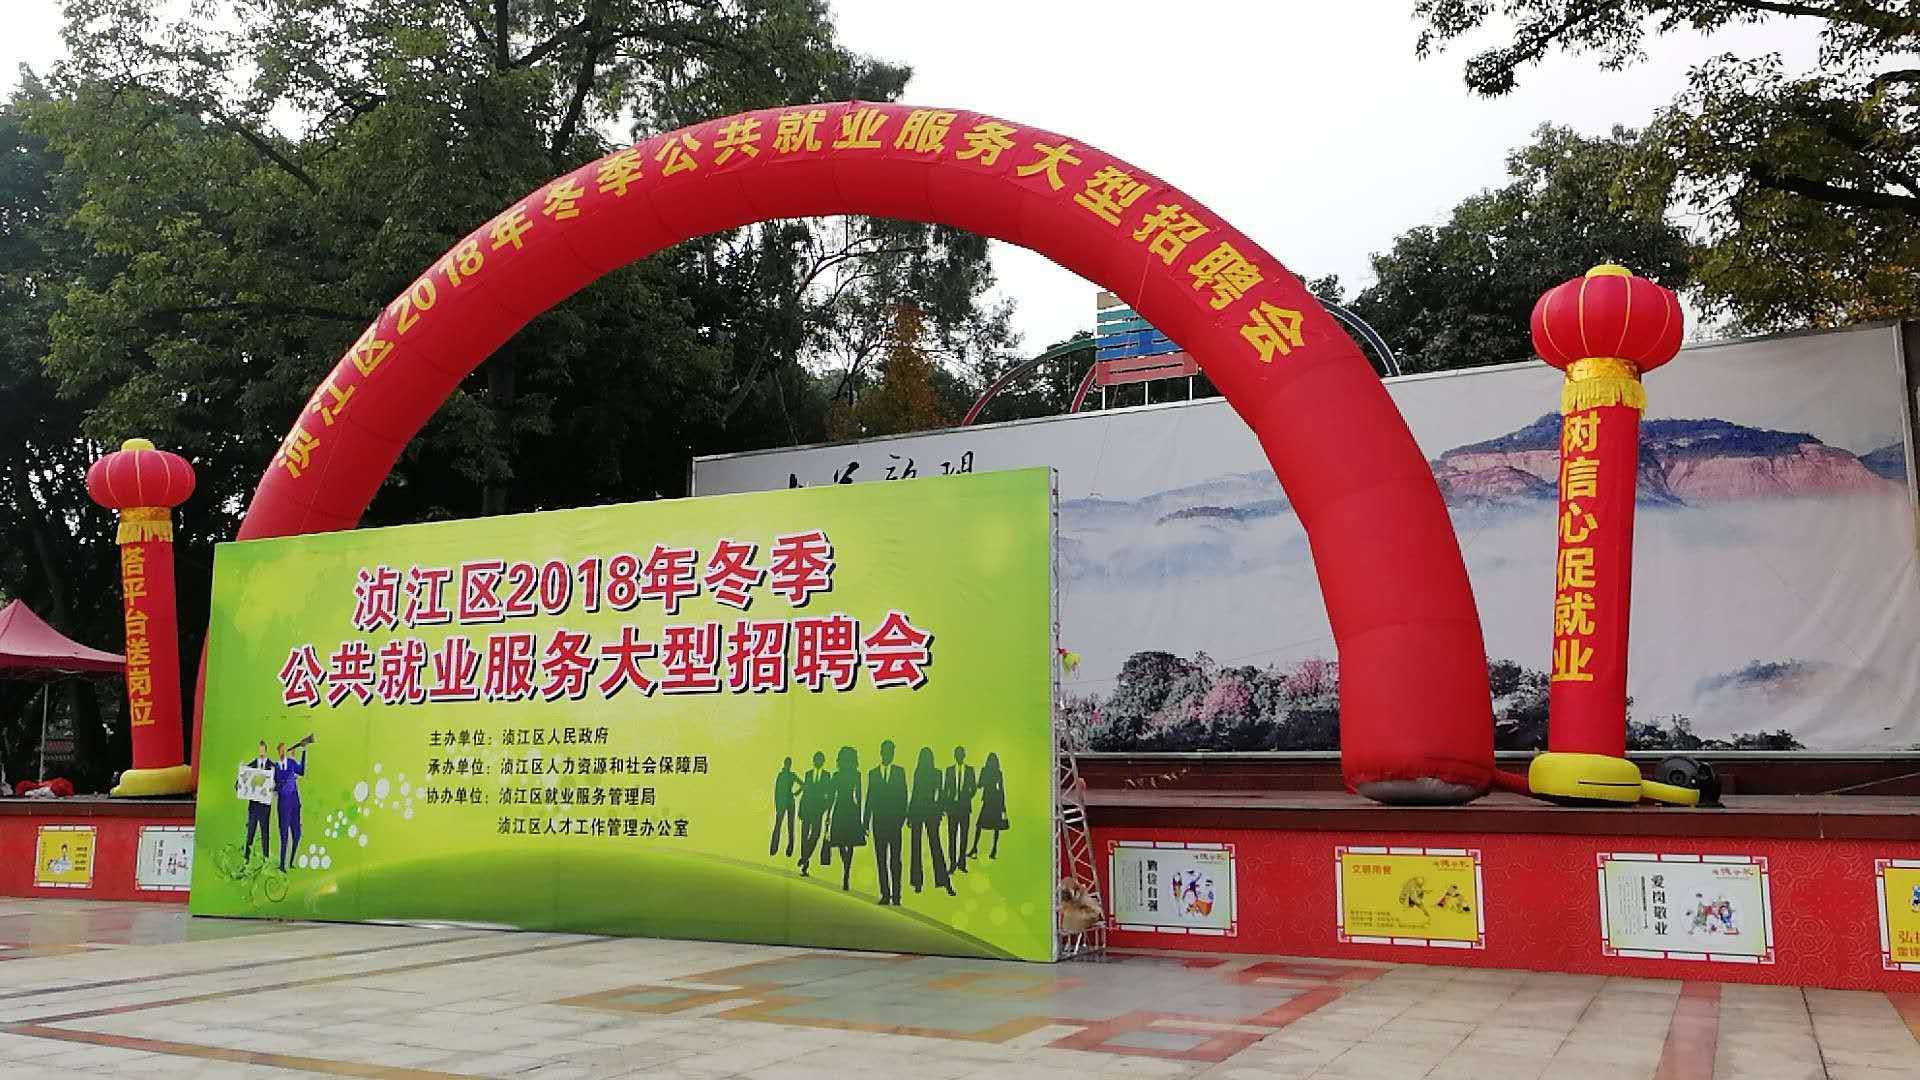 浈江区2018年冬季公共就业服务大型招聘会
搭平台送岗位
树信心促就业
浈江区2018年冬季
公共就业服务大型招聘会
主办单位：浈江区人民政府
承办单位：浈江区人力资源和社会保障局
协办单位：浈江区就业服务管理局
浈江区人才工作管理办公室
勤俭自强
文明用餐
爱岗敬业